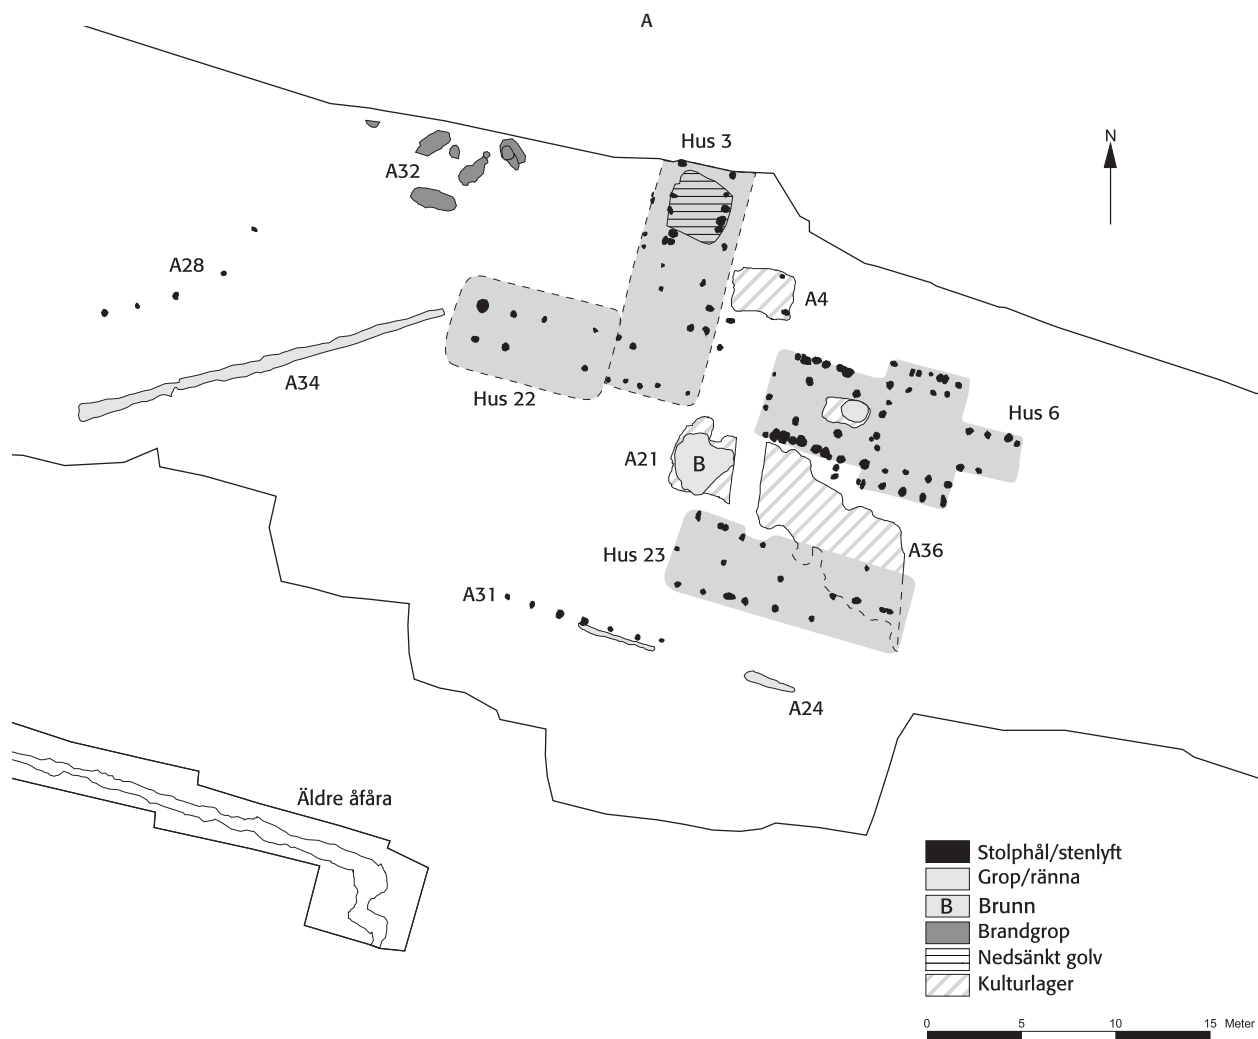 A
N
Hus 3
A32
A28
A4
A34
Hus 22
Hus 6
A21
B
A36
Hus 23
A31
A24
Äldre åfåra
Stolphål/stenlyft
Grop/ränna
B Brunn
Brandgrop
Nedsänkt golv
Kulturlager
0 5 10 15 Meter